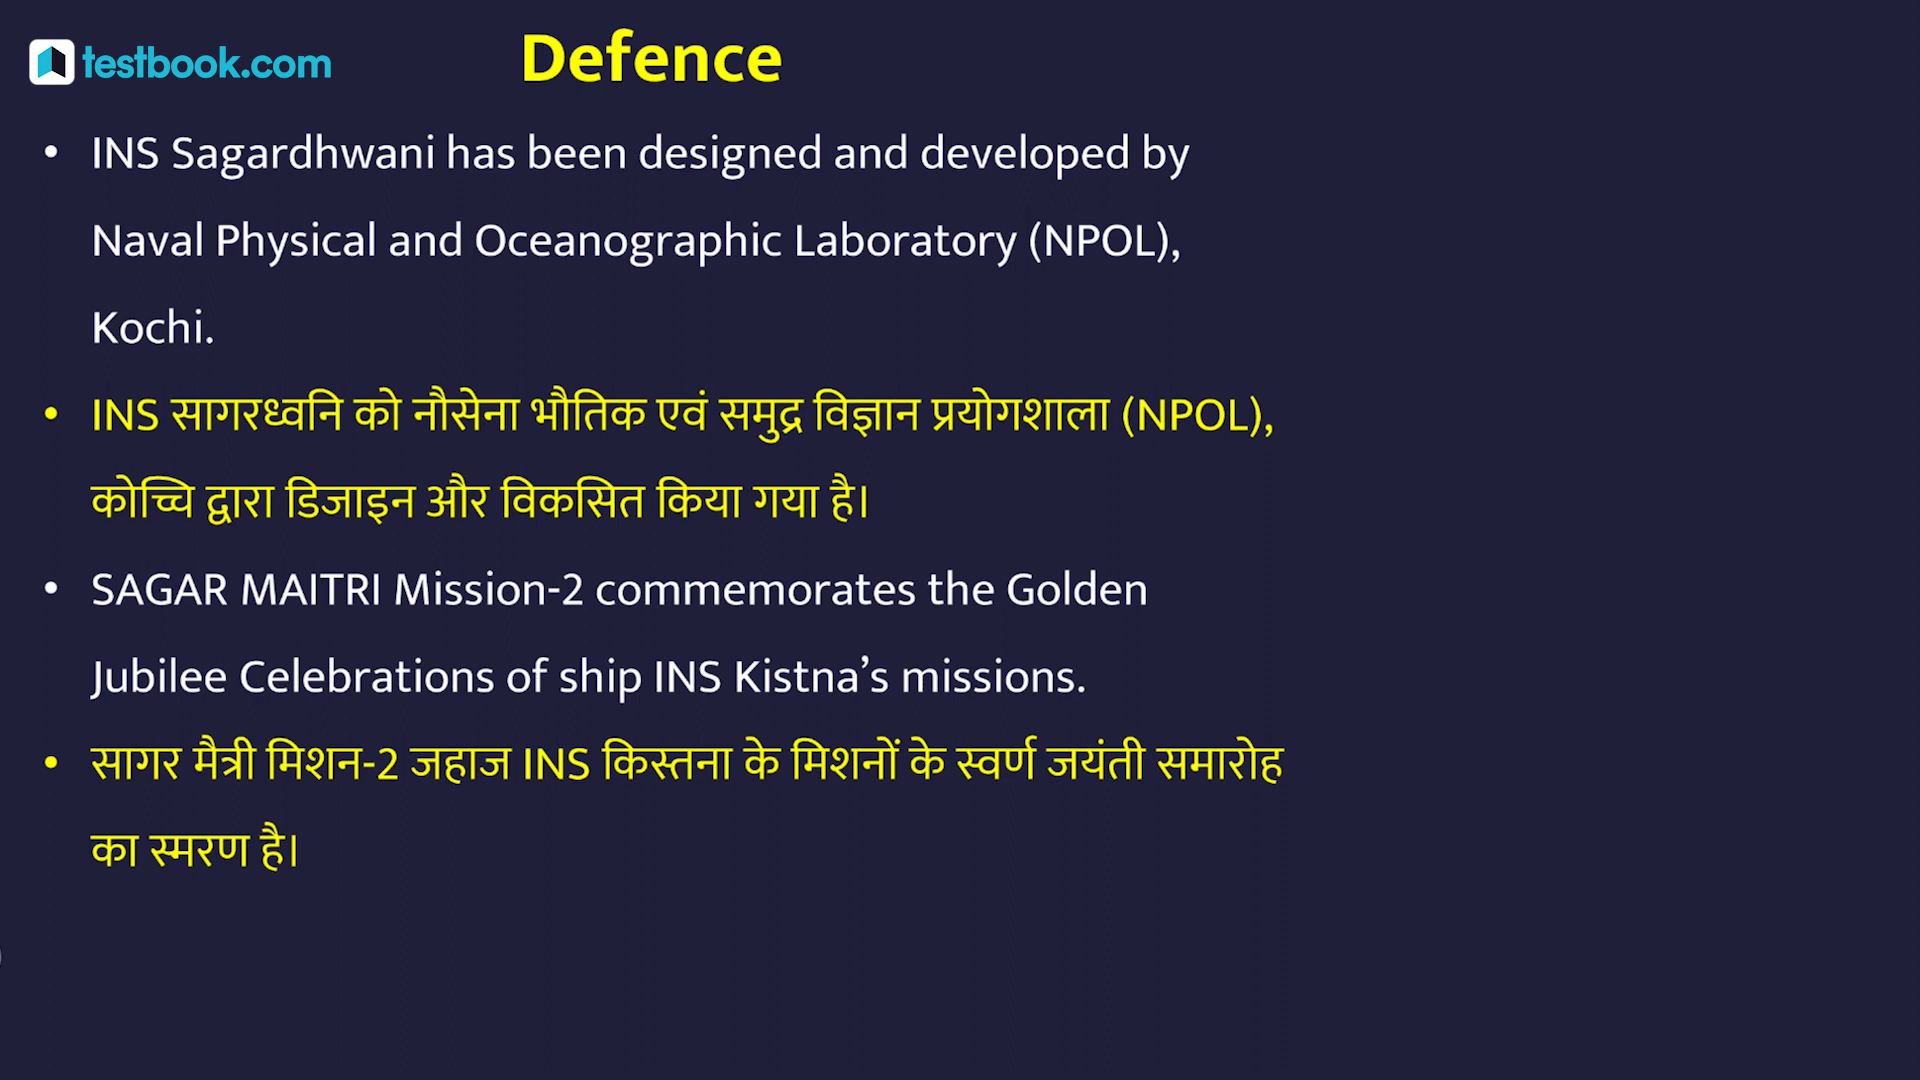 testbook.com
Defence
• INS Sagardhwani has been designed and developed by
Naval Physical and Oceanographic Laboratory (NPOL),
Kochi.
• INS सागरध्वनि को नौसेना भौतिक एवं समुद्र विज्ञान प्रयोगशाला (NPOL),
कोच्चि द्वारा डिजाइन और विकसित किया गया है।
• SAGAR MAITRI Mission-2 commemorates the Golden
Jubilee Celebrations of ship INS Kistna’s missions.
• सागर मैत्री मिशन-2 जहाज INS किस्तना के मिशनों के स्वर्ण जयंती समारोह
का स्मरण है।